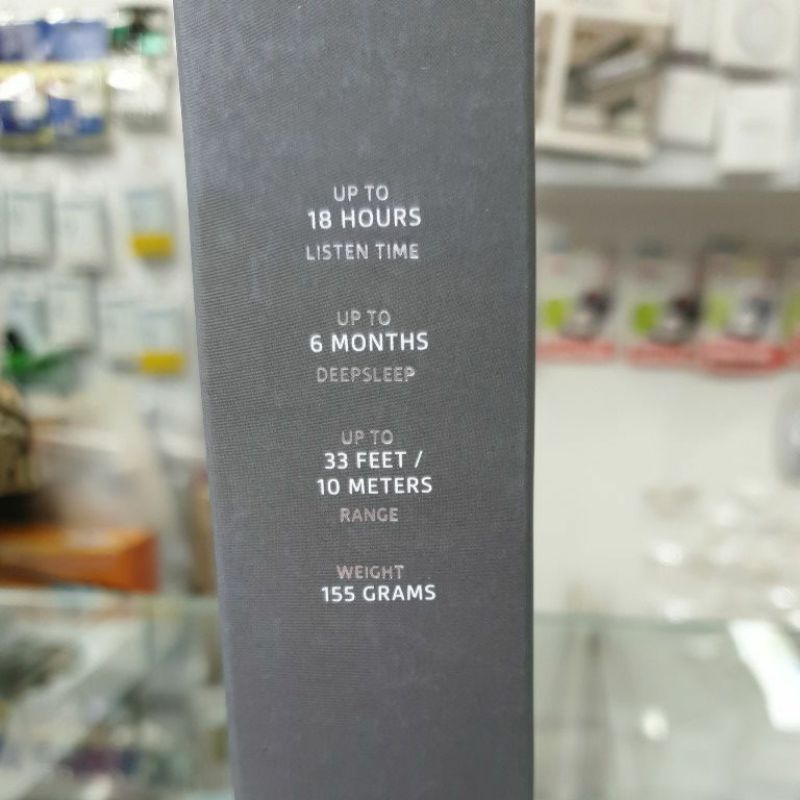 UP TO
18 HOURS
LISTEN TIME
UP TO
6 MONTHS
DEEPSLEEP
UP TO
33 FEET /
10 METERS
RANGE
WEIGHT
155 GRAMS